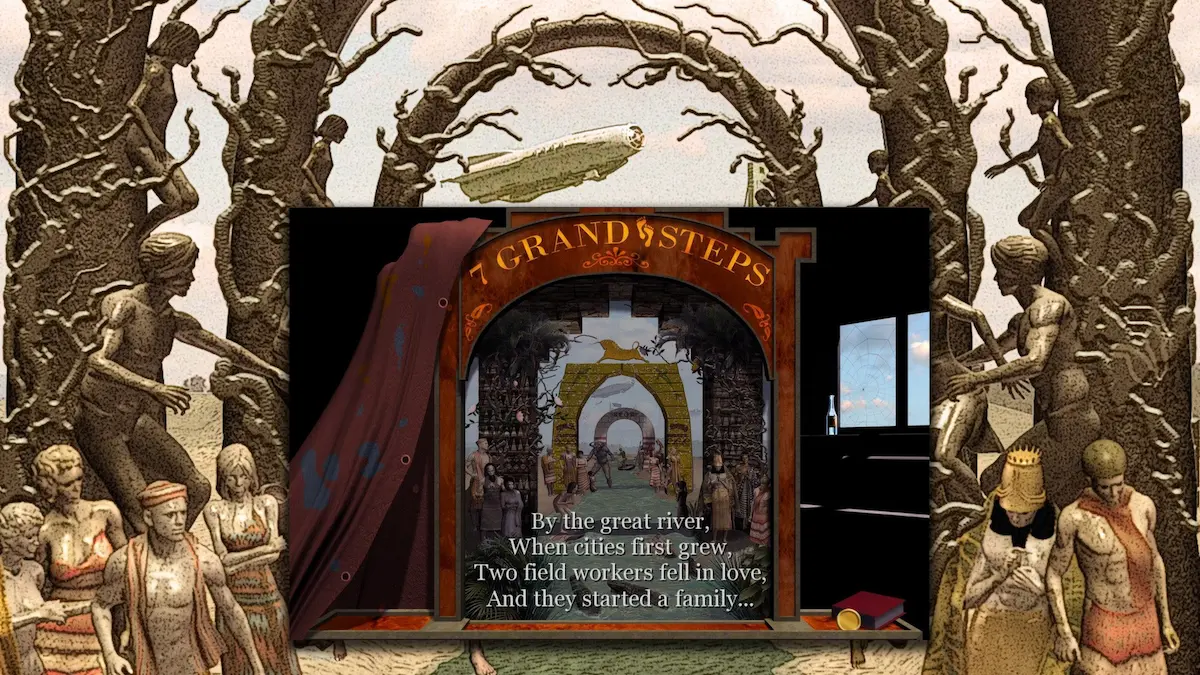 7 GRAND STEPS
By the great river,
When cities first grew,
Two field workers fell in love,
And they started a family...